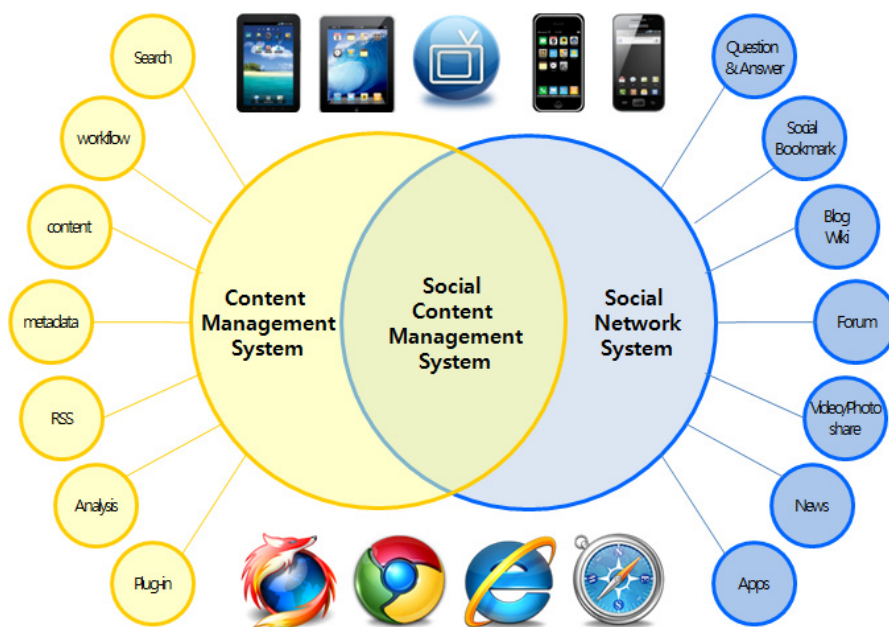 Search
workflow
content
metadata
RSS
Analysis
Plug-in
Content
Management
System
Social
Content
Management
System
Social
Network
System
Question
&Answer
Social
Bookmark
Blog
Wiki
Forum
Video/Photo
share
News
Apps